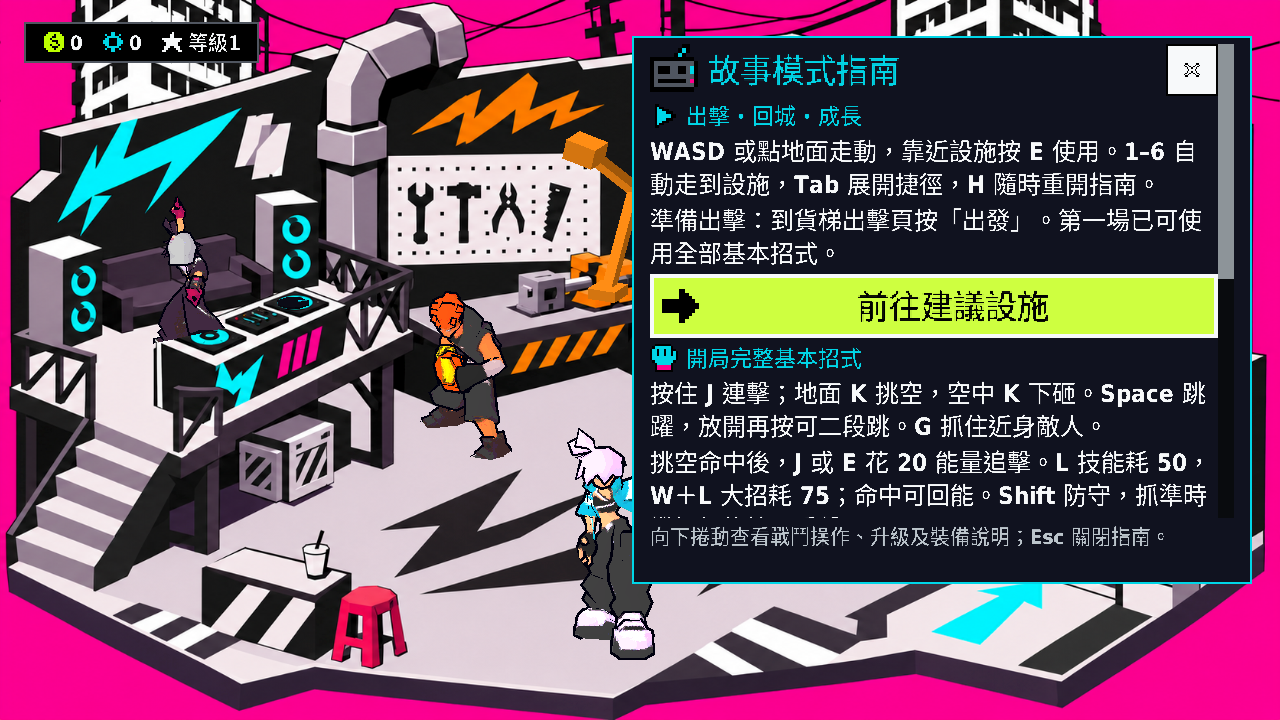 0 0 等級1
故事模式指南
出擊·回城·成長
WASD 或點地面走動，靠近設施按 E 使用。1–6 自
動走到設施，Tab 展開捷徑，H 隨時重開指南。
準備出擊：到貨梯出擊頁按「出發」。第一場已可使
用全部基本招式。
前往建議設施
開局完整基本招式
按住 J 連擊；地面 K 挑空，空中 K 下砸。Space 跳
躍，放開再按可二段跳。G 抓住近身敵人。
挑空命中後，J 或 E 花 20 能量追擊。L 技能耗 50，
W＋L 大招耗 75；命中可回能。Shift 防守，抓準時
向下捲動查看戰鬥操作、升級及裝備說明；Esc 關閉指南。